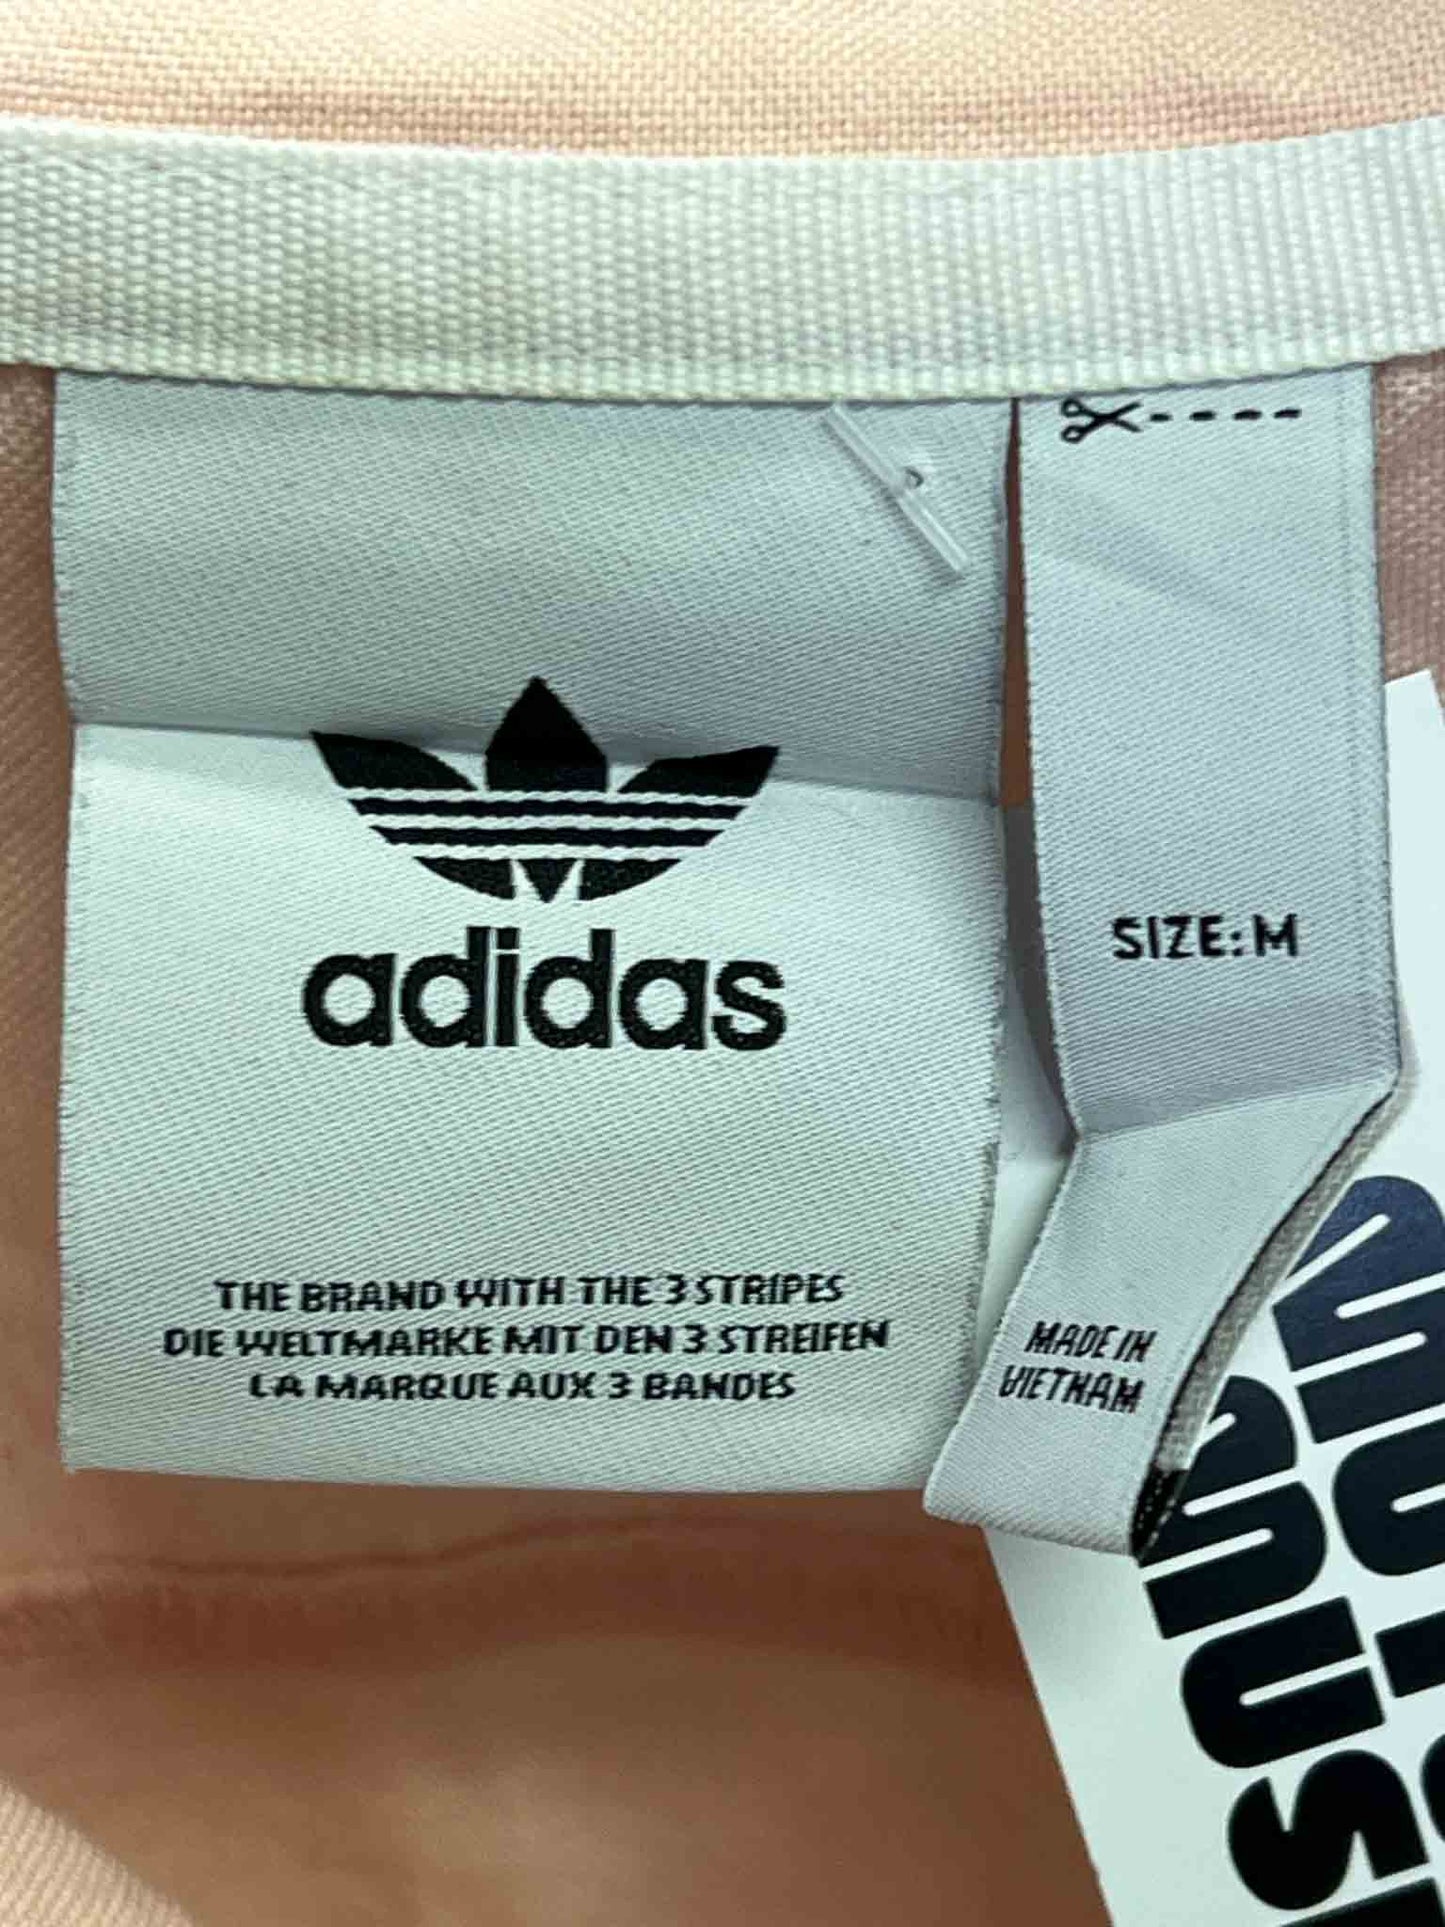 SIZE: M
adidas
THE BRAND WITH THE 3 STRIPES
DIE WELTMARKE MIT DEN 3 STREIFEN
LA MARQUE AUX 3 BANDES
MADE IN
VIETNAM